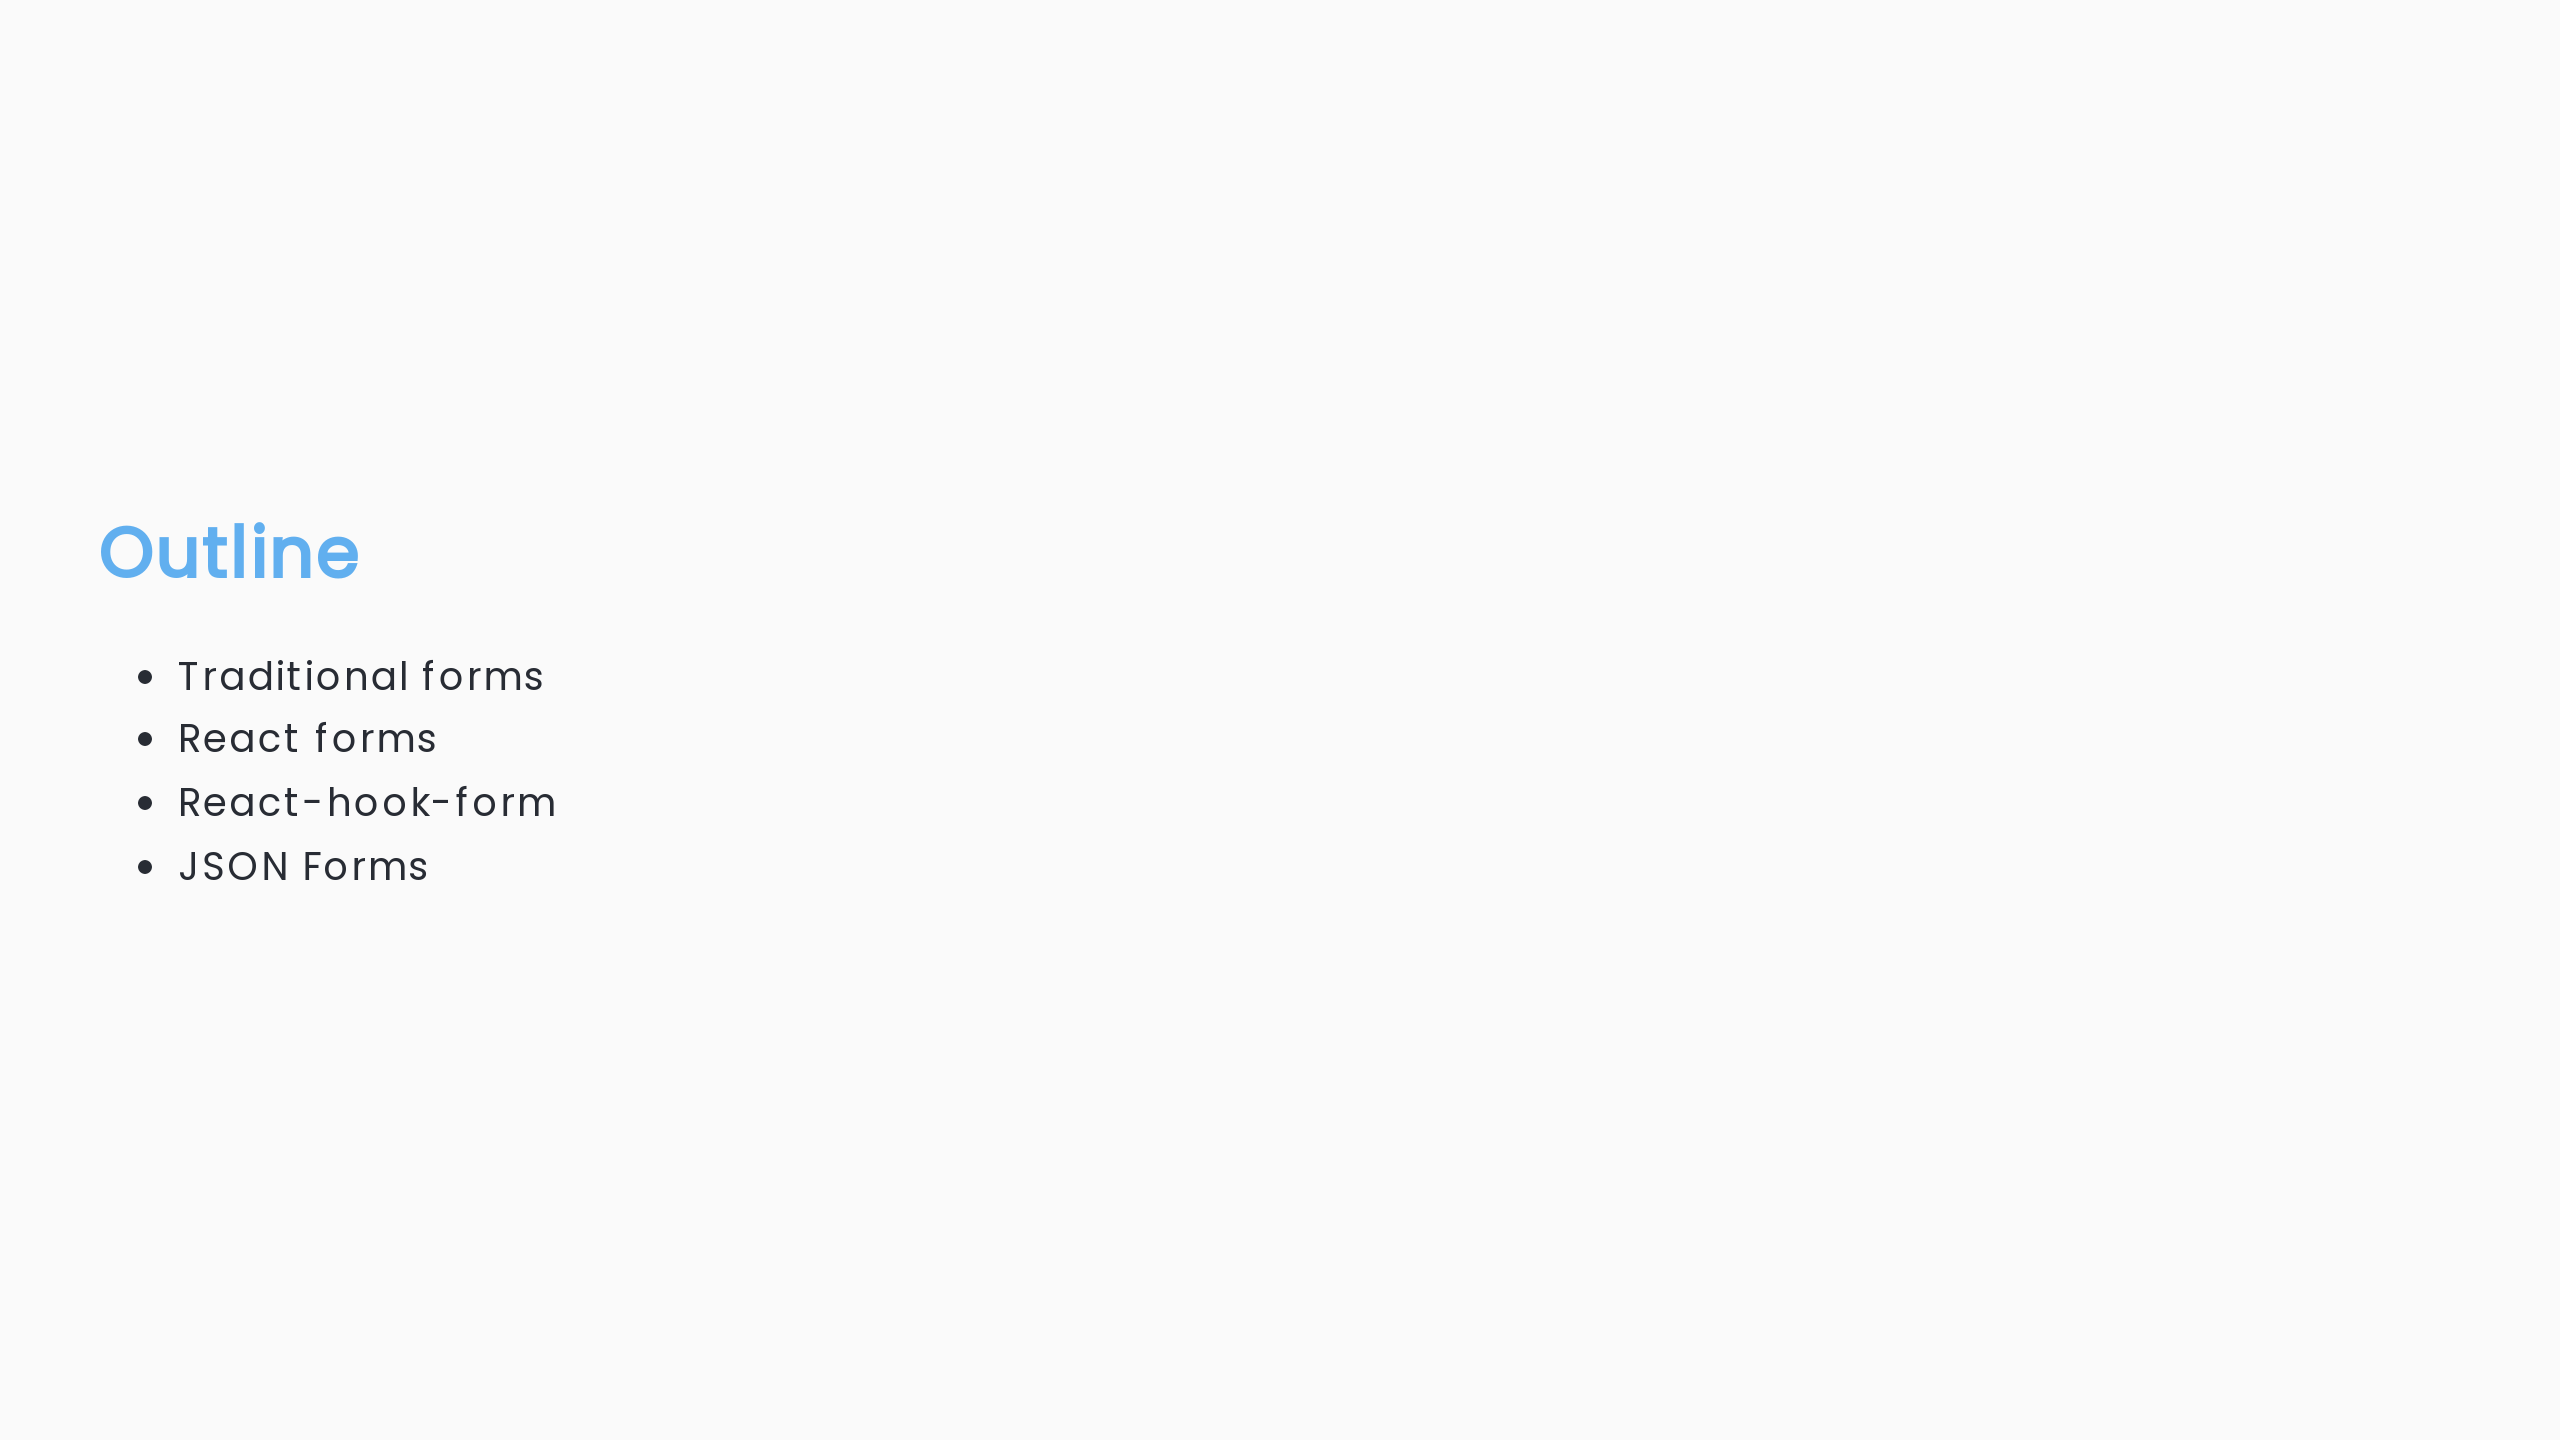 Outline
Traditional forms
React forms
React-hook-form
JSON Forms